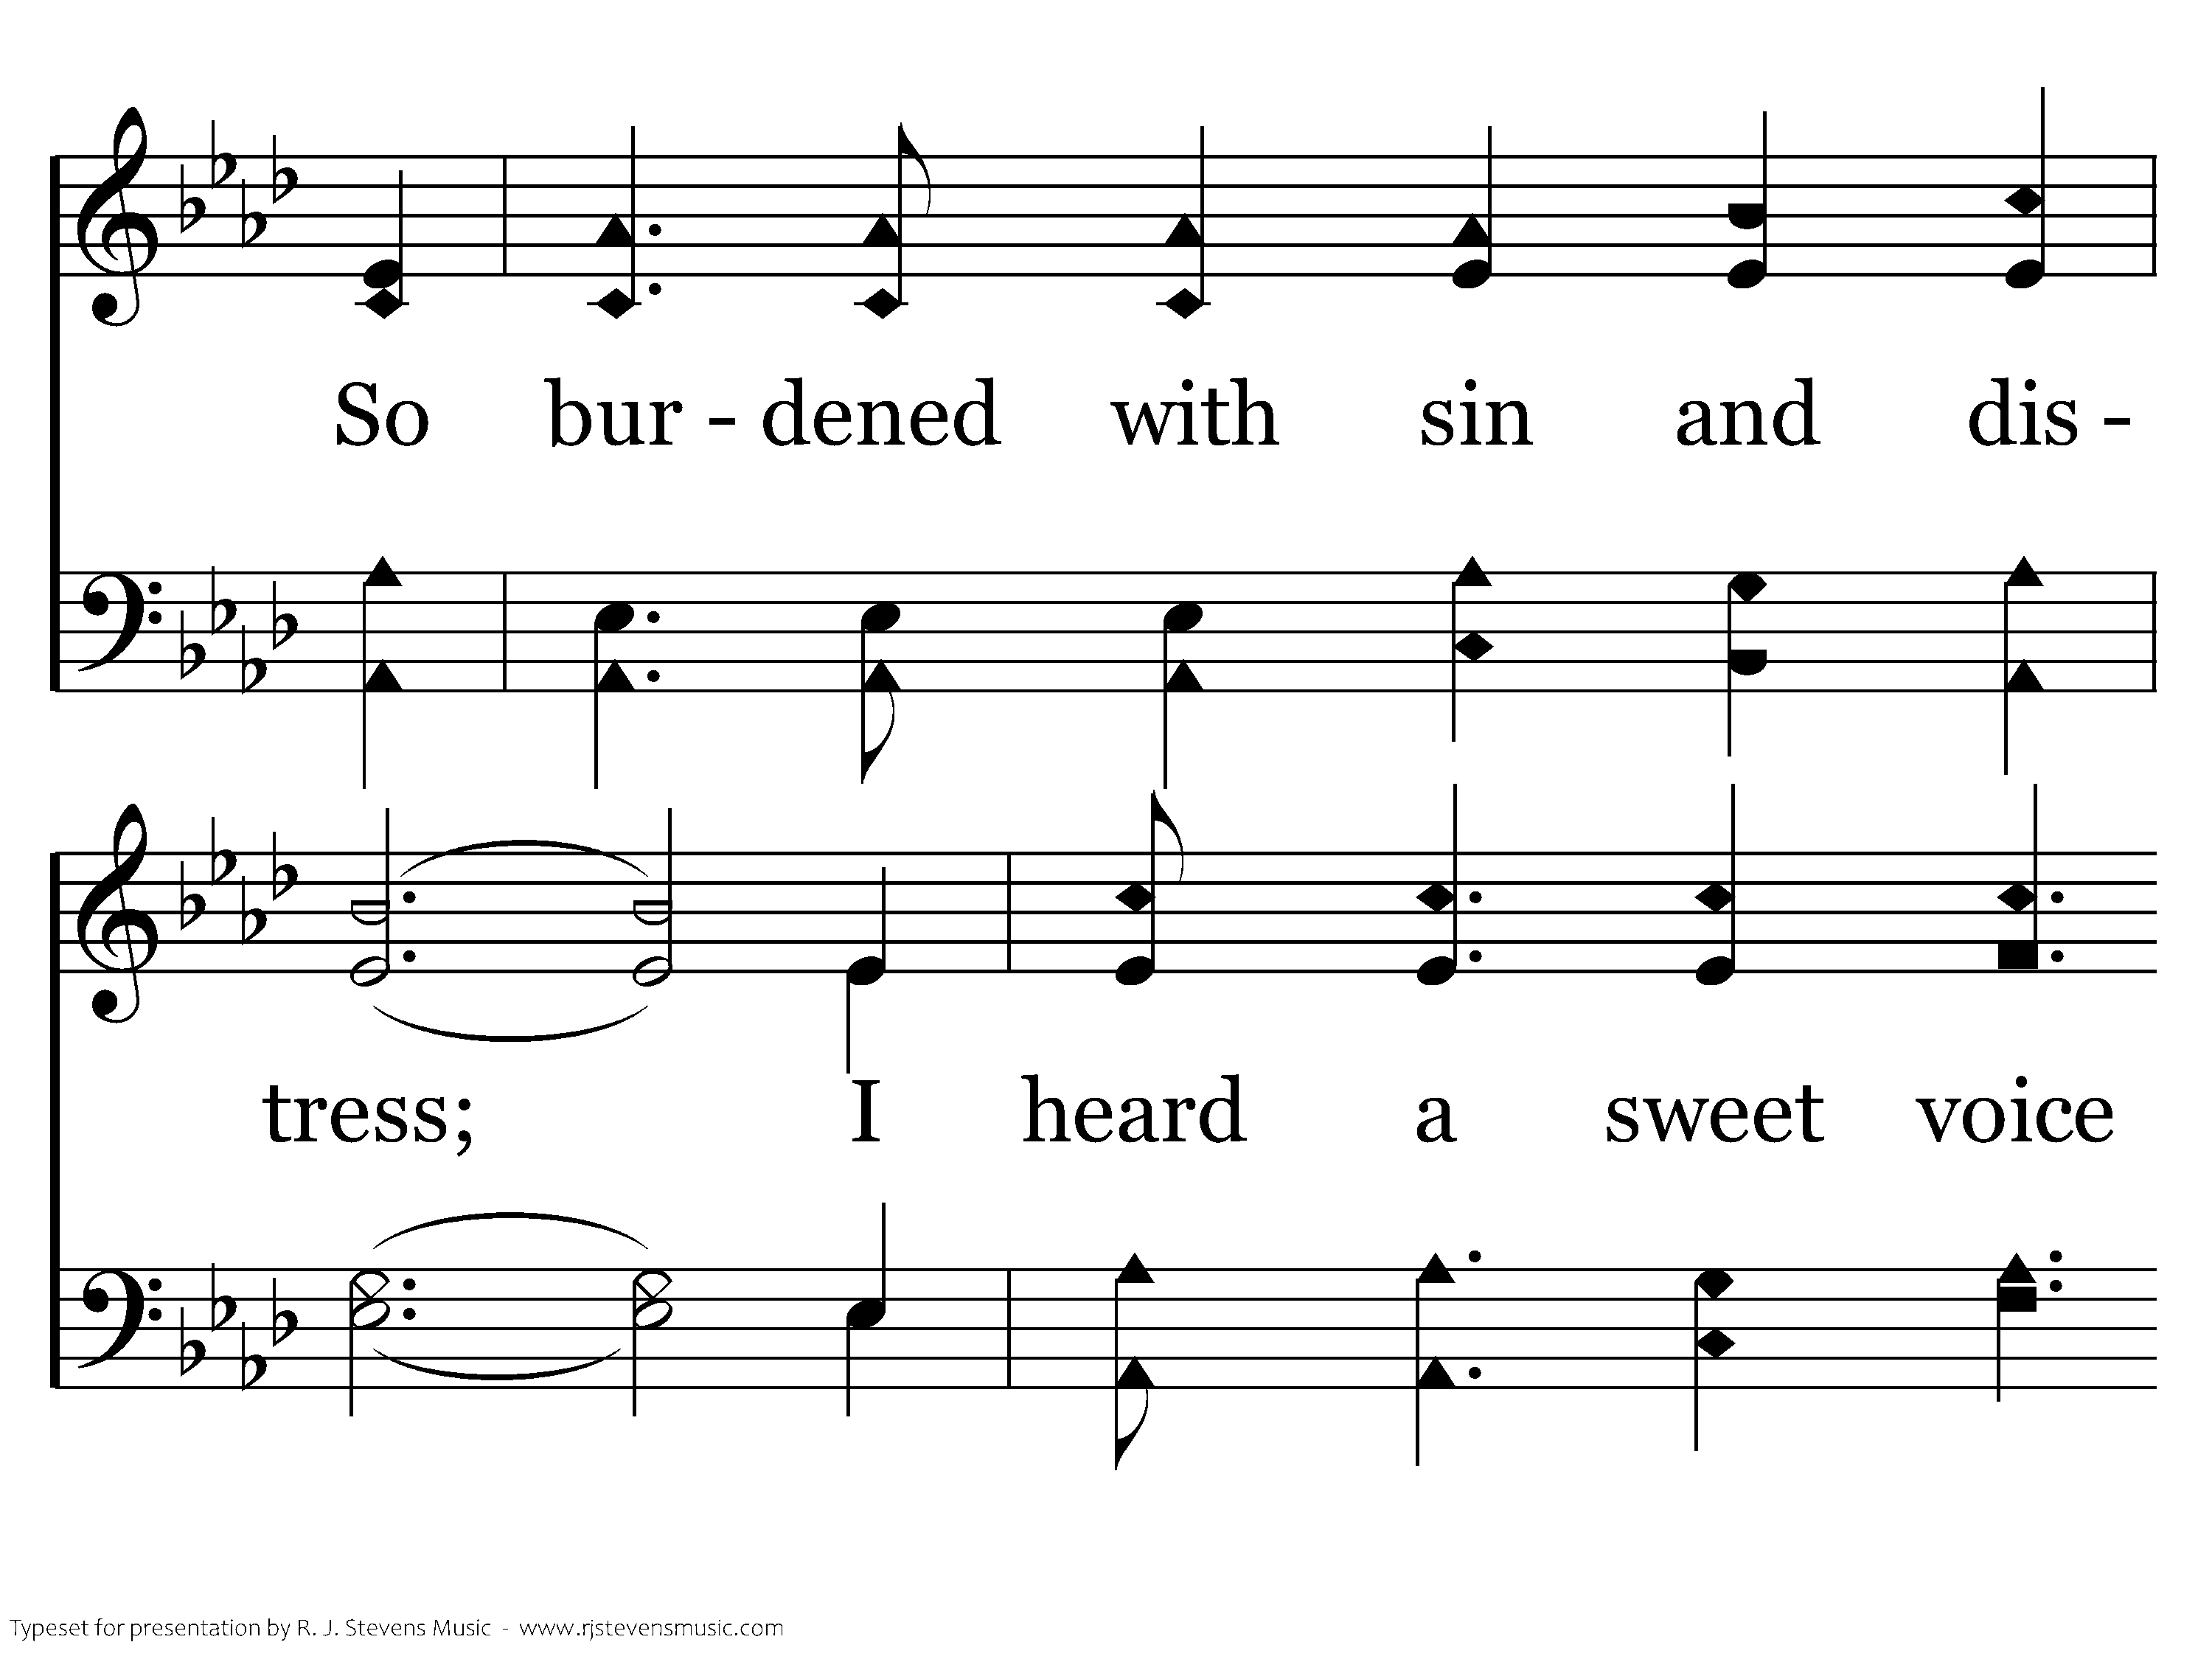 So bur - dened with sin and dis -
tress; I heard a sweet voice
Typeset for presentation by R. J. Stevens Music - www.rjstevensmusic.com